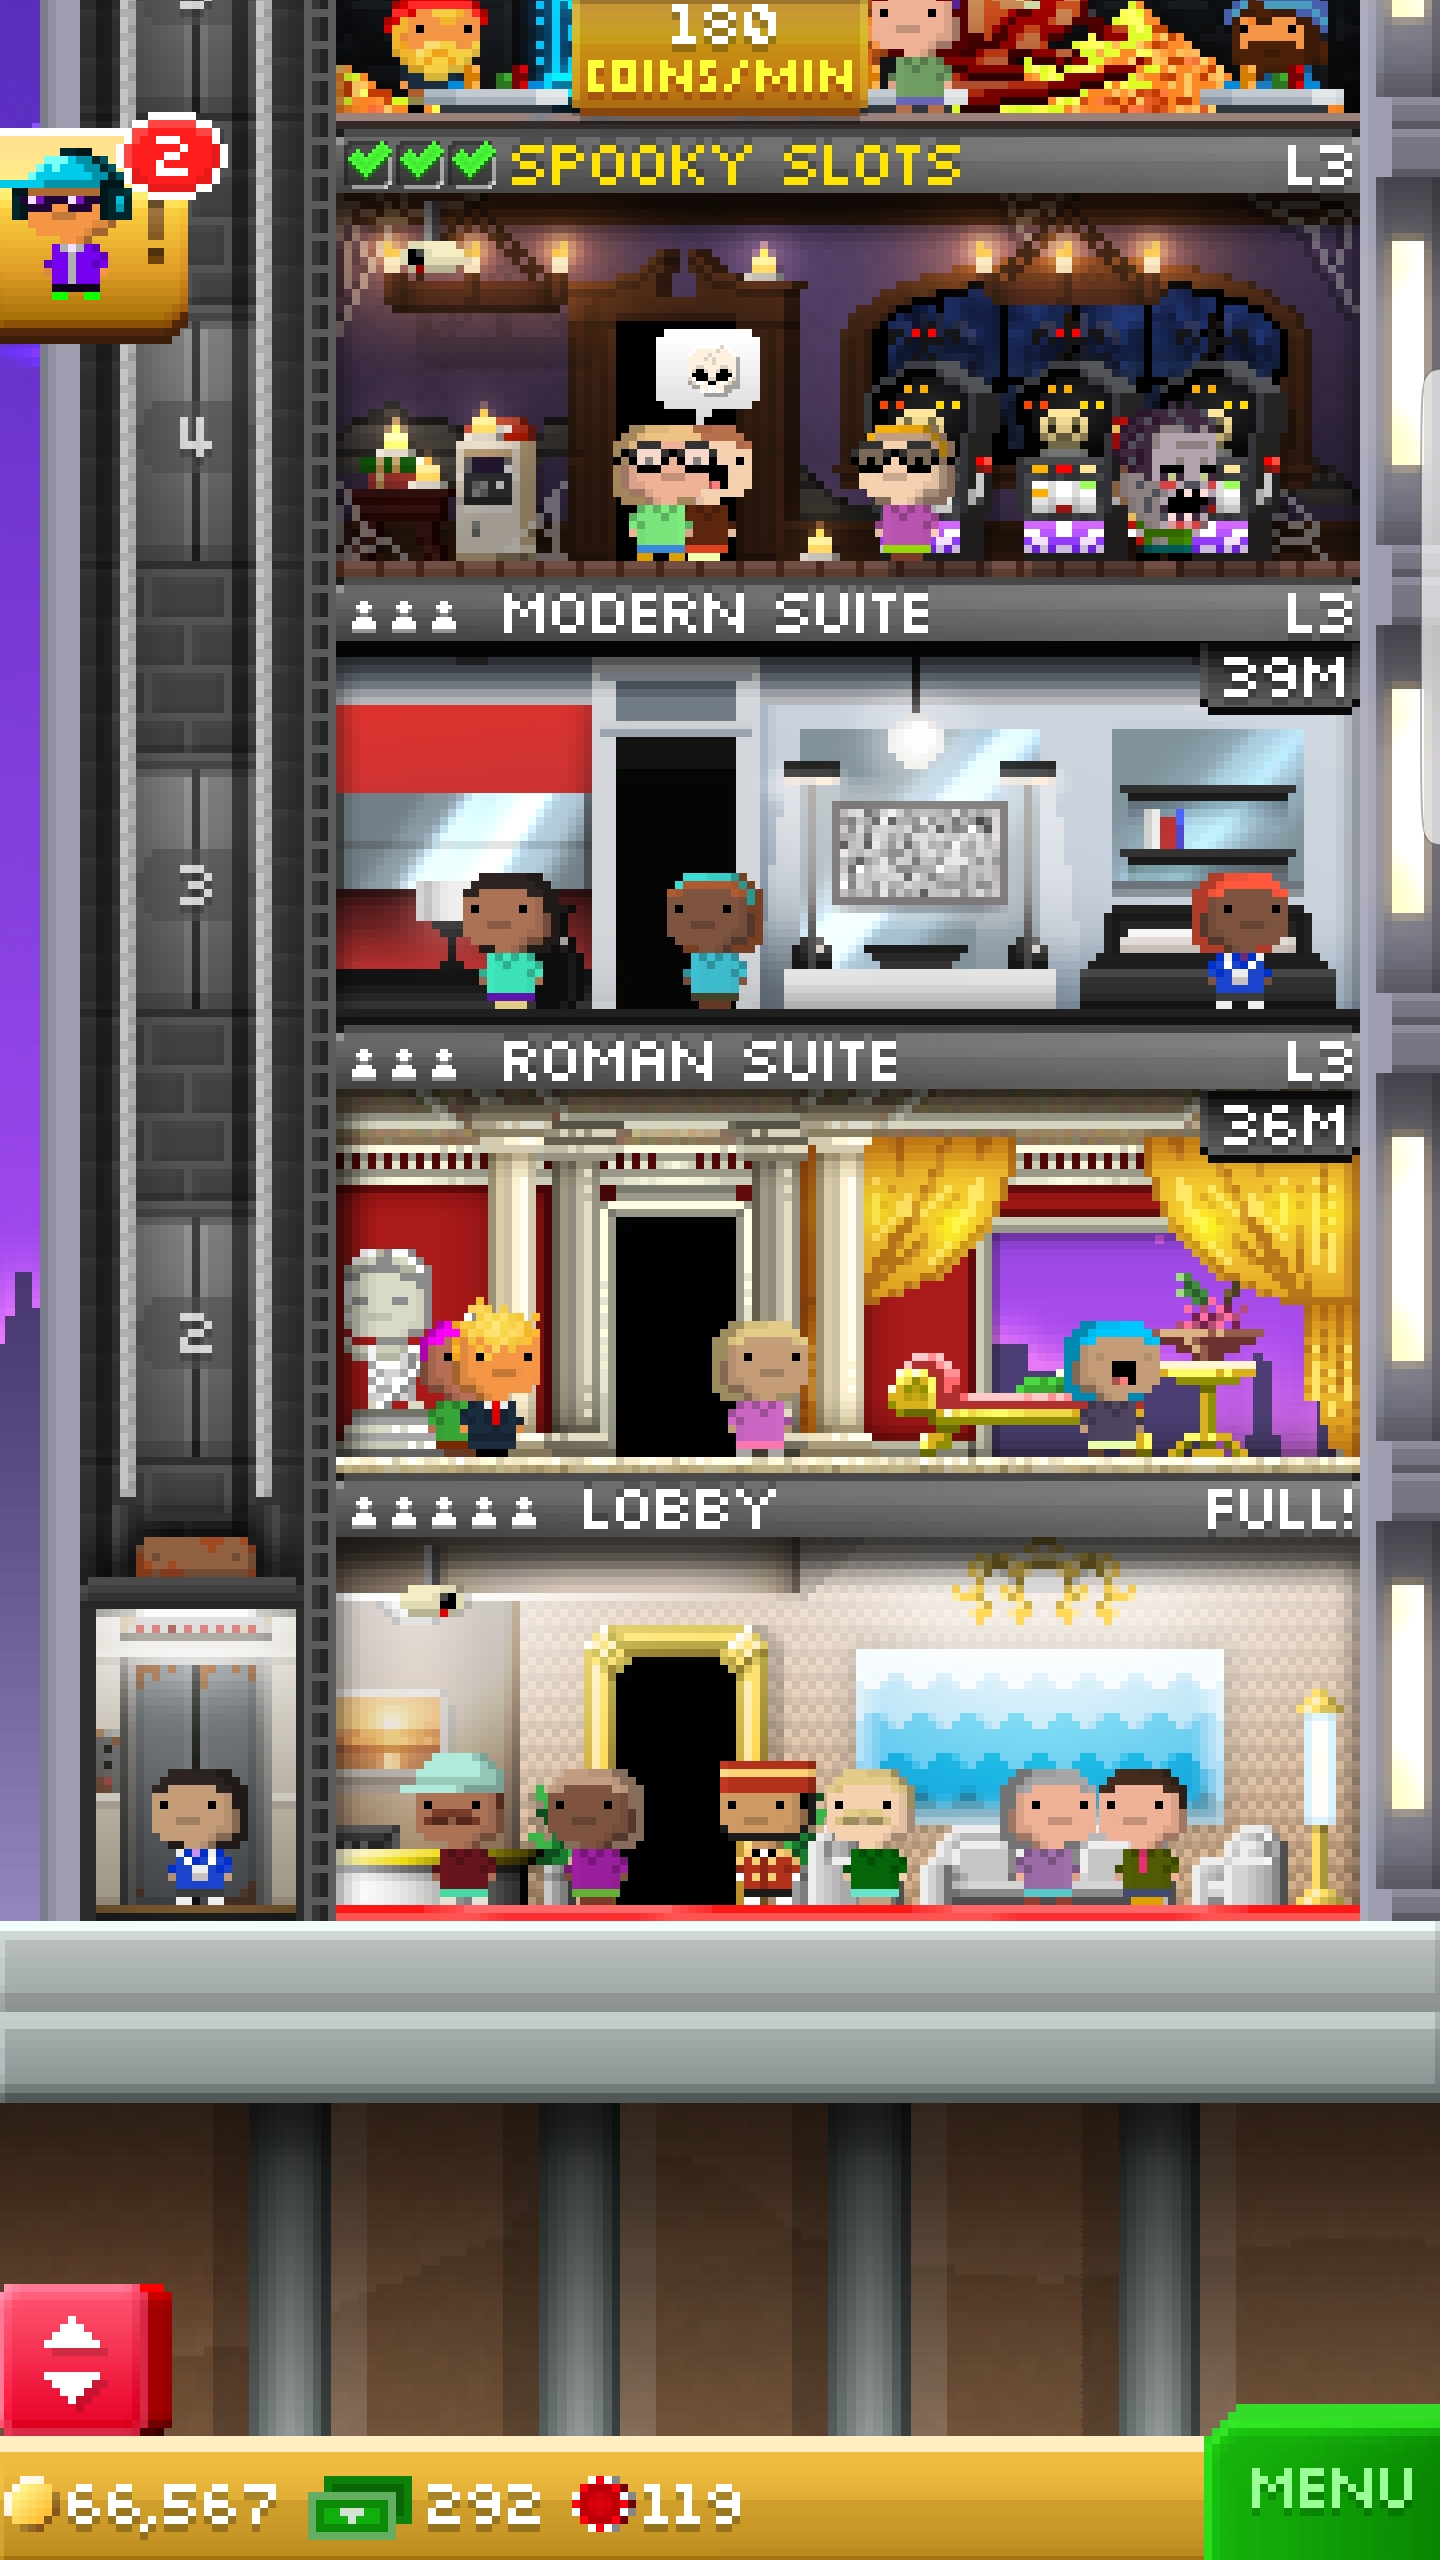 180
COINS/MIN
2
!
SPOOKY SLOTS L3
4
MODERN SUITE L3
39M
3
ROMAN SUITE L3
36M
2
LOBBY FULL!
66,567 292 119
MENU